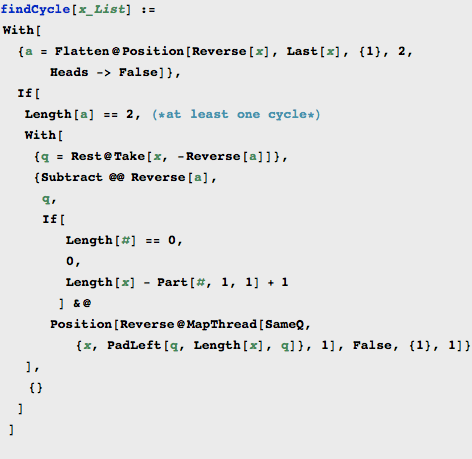 findCycle[x_List] :=
With[
{a = Flatten@Position[Reverse[x], Last[x], {1}, 2,
Heads -> False]},
If[
Length[a] == 2, (*at least one cycle*)
With[
{q = Rest@Take[x, -Reverse[a]]},
{Subtract @@ Reverse[a],
q,
If[
Length[#] == 0,
0,
Length[x] - Part[#, 1, 1] + 1
] &@
Position[Reverse@MapThread[SameQ,
{x, PadLeft[q, Length[x], q]}, 1], False, {1}, 1]}
],
{}
]
]